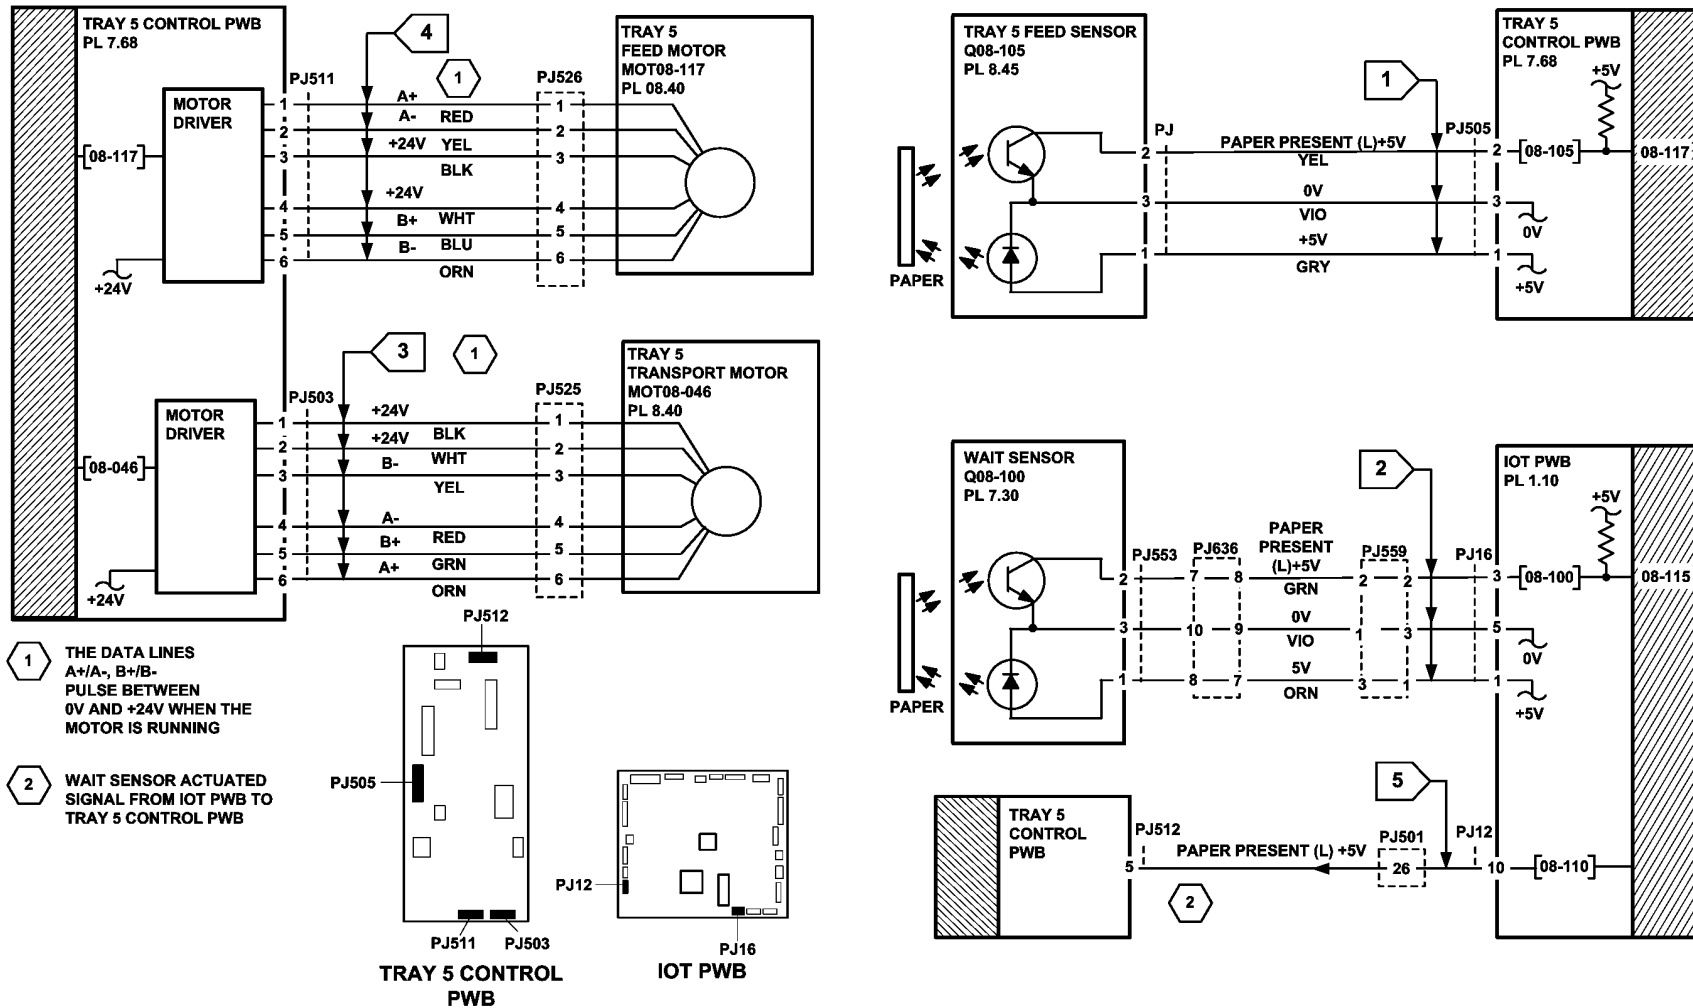 TRAY 5 CONTROL PWB
PL 7.68
MOTOR
DRIVER
[08-117]
+24V
PJ511
1
2
3
4
5
6
4
1
A+
A-
RED
+24V
YEL
BLK
+24V
B+
WHT
B-
BLU
ORN
PJ526
1
2
3
4
5
6
TRAY 5
FEED MOTOR
MOT08-117
PL 08.40
MOTOR
DRIVER
[08-046]
+24V
PJ503
1
2
3
4
5
6
3
1
+24V
BLK
+24V
WHT
B-
YEL
A-
RED
B+
GRN
A+
ORN
PJ525
1
2
3
4
5
6
TRAY 5
TRANSPORT MOTOR
MOT08-046
PL 8.40
1
THE DATA LINES
A+/A-, B+/B-
PULSE BETWEEN
0V AND +24V WHEN THE
MOTOR IS RUNNING
2
WAIT SENSOR ACTUATED
SIGNAL FROM IOT PWB TO
TRAY 5 CONTROL PWB
PJ512
PJ505
PJ511
PJ503
TRAY 5 CONTROL
PWB
PJ12
PJ16
IOT PWB
TRAY 5 FEED SENSOR
Q08-105
PL 8.45
PAPER
2
3
1
PJ
1
PAPER PRESENT (L)+5V
YEL
0V
VIO
+5V
GRY
PJ505
2
3
1
TRAY 5
CONTROL PWB
PL 7.68
+5V
[08-105]
08-117
0V
+5V
WAIT SENSOR
Q08-100
PL 7.30
PAPER
2
3
1
PJ553
7
10
8
PJ636
8
9
7
PAPER
PRESENT
(L)+5V
GRN
0V
VIO
5V
ORN
PJ559
2
1
3
2
3
1
2
PJ16
3
5
1
IOT PWB
PL 1.10
+5V
[08-100]
08-115
0V
+5V
TRAY 5
CONTROL
PWB
PJ512
5
PAPER PRESENT (L) +5V
2
PJ501
26
5
PJ12
10
[08-110]